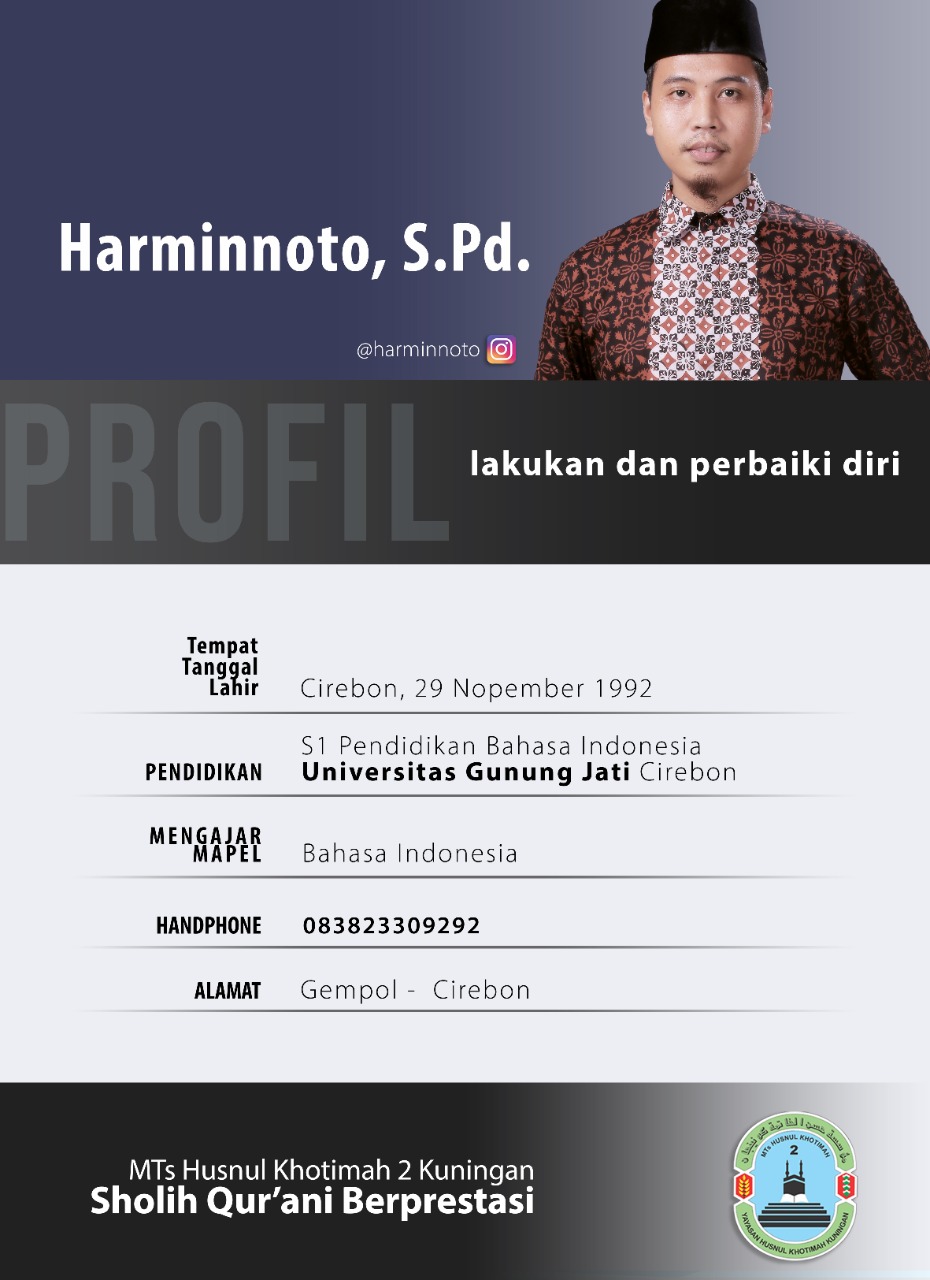 Harminnoto, S.Pd.
@harminnoto
PROFIL
lakukan dan perbaiki diri
Tempat
Tanggal
Lahir
Cirebon, 29 Nopember 1992
PENDIDIKAN
S1 Pendidikan Bahasa Indonesia
Universitas Gunung Jati Cirebon
MENGAJAR
MAPEL
Bahasa Indonesia
HANDPHONE
083823309292
ALAMAT
Gempol - Cirebon
MTs Husnul Khotimah 2 Kuningan
Sholih Qur'ani Berprestasi
MTs HUSNUL KHOTIMAH
2
YAYASAN HUSNUL KHOTIMAH KUNINGAN